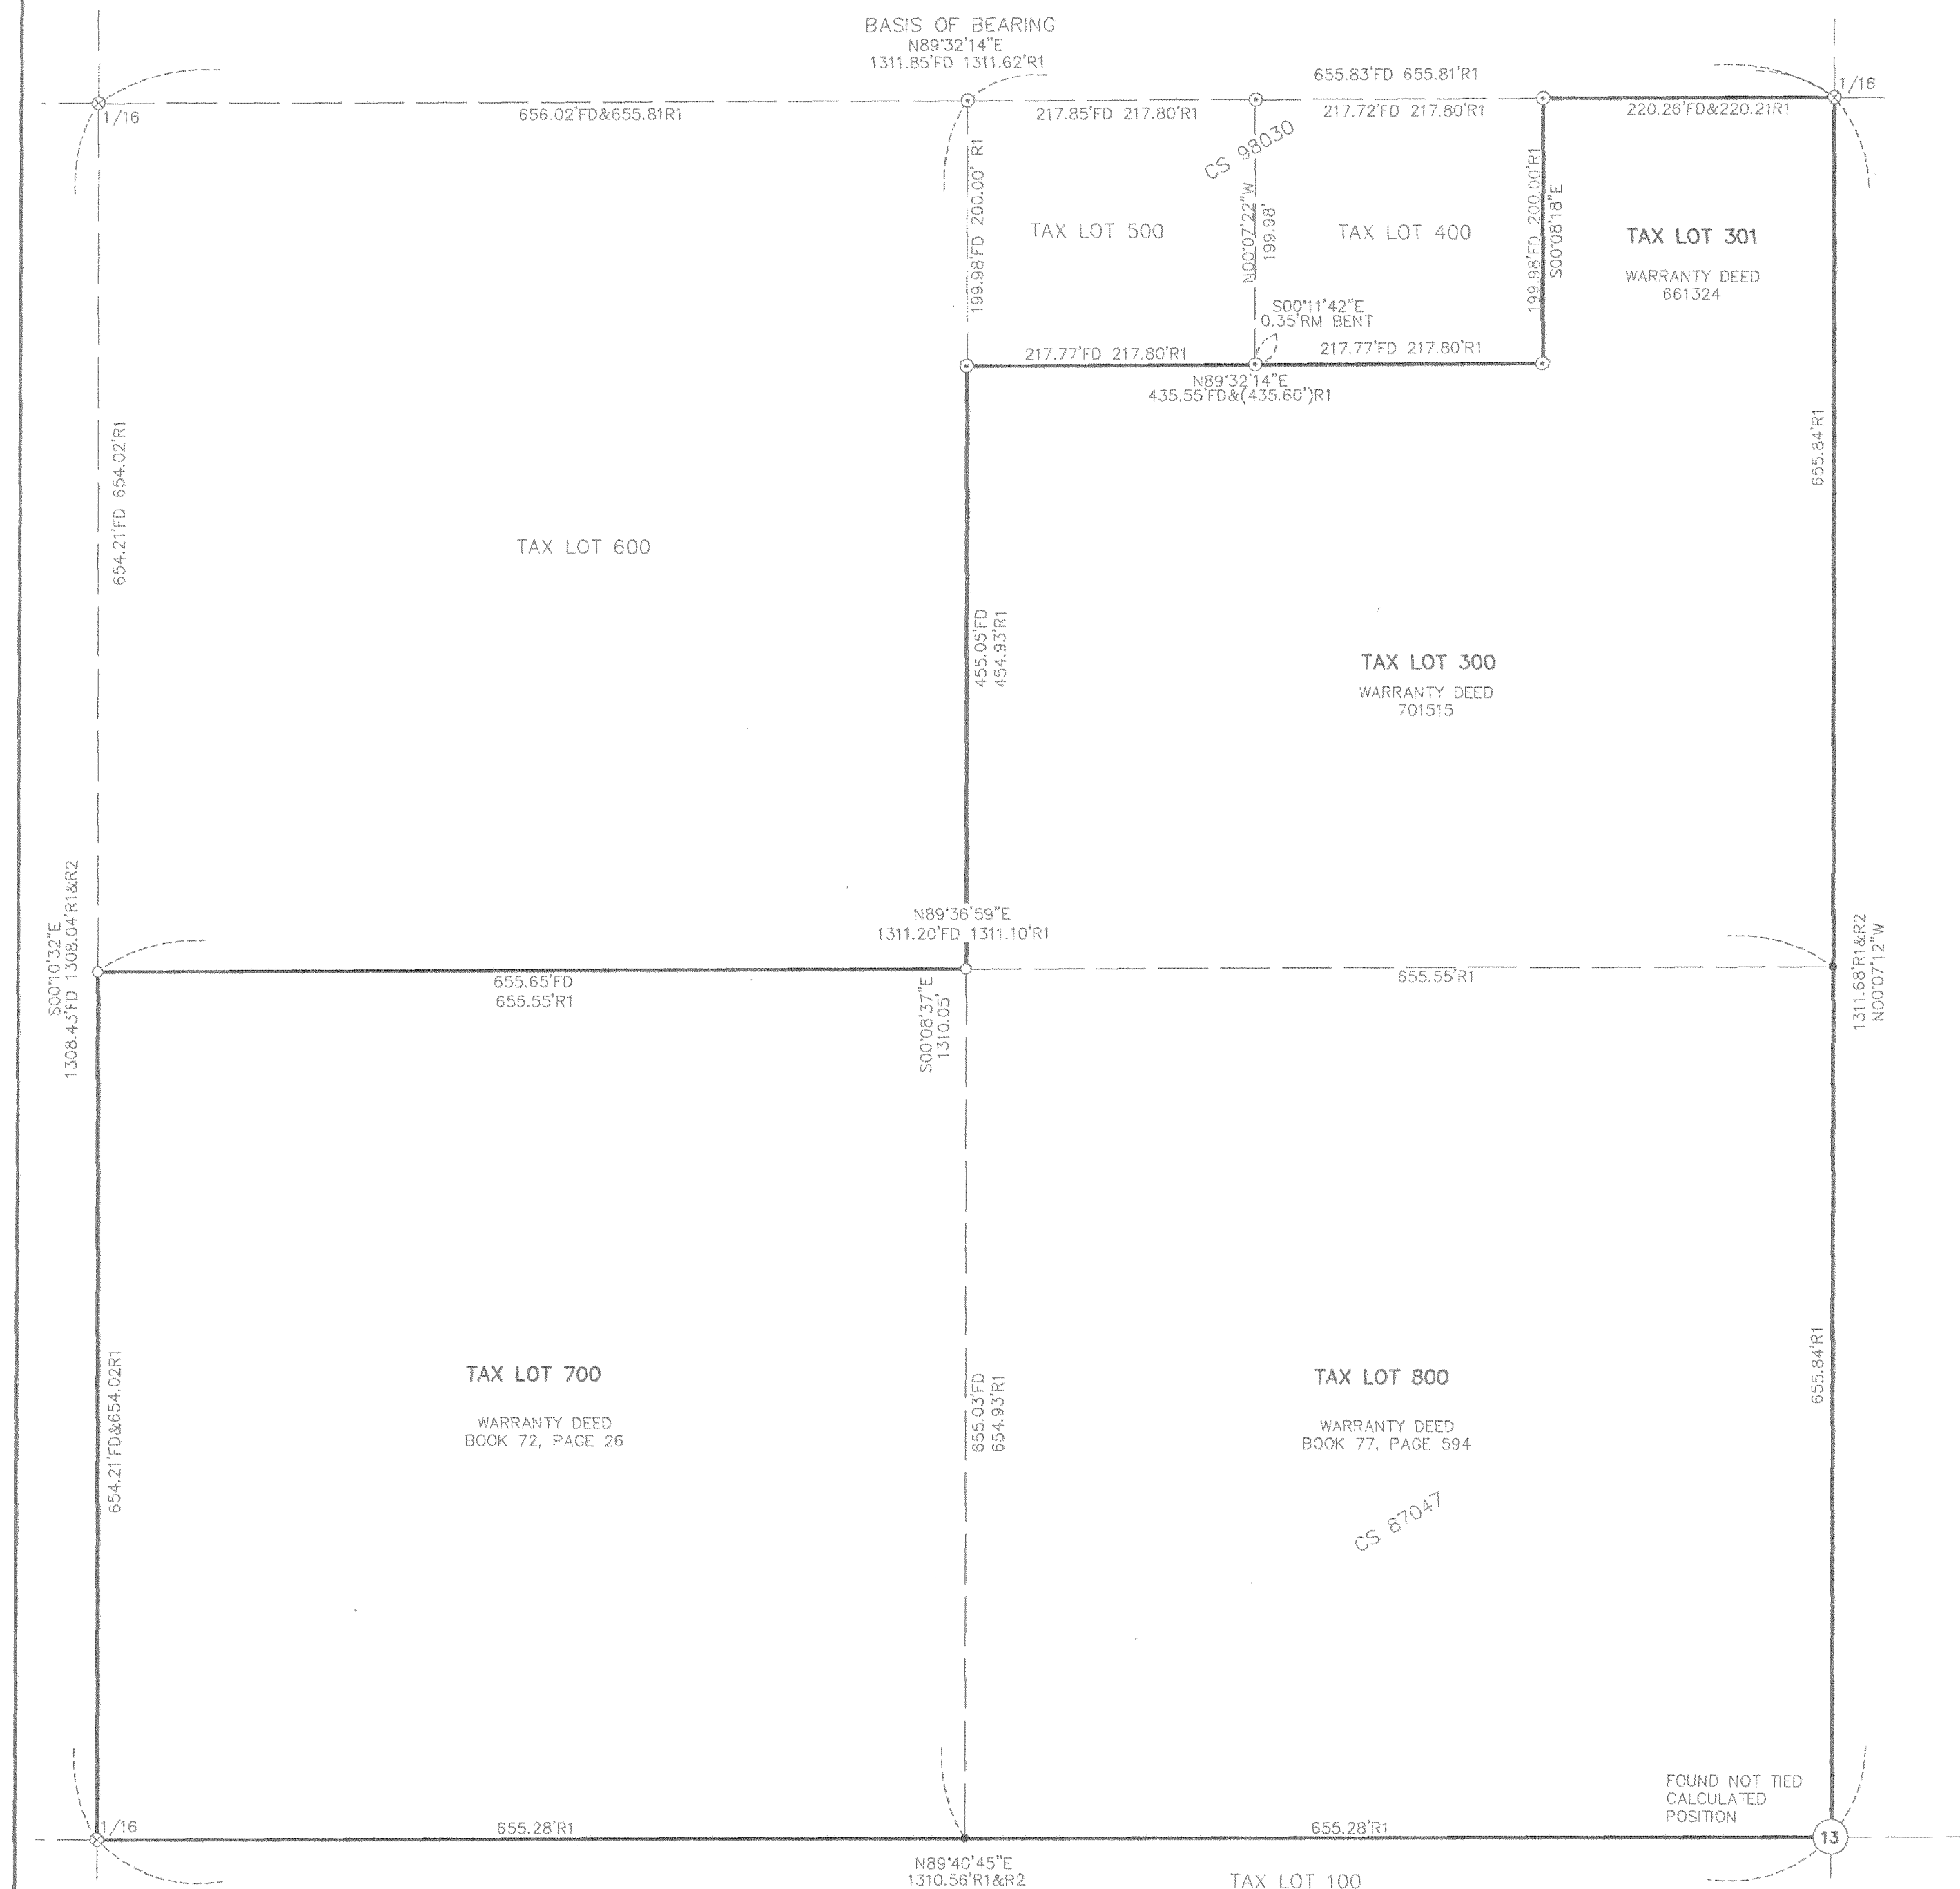 BASIS OF BEARING
N89°32'14"E
1311.85'FD 1311.62'R1
655.83'FD 655.81'R1
1/16
1/16
656.02'FD&655.81R1
217.85'FD 217.80'R1
217.72'FD 217.80'R1
220.26'FD&220.21R1
CS 98030
199.98'FD 200.00' R1
TAX LOT 500
N00°07'22"W
199.98'
TAX LOT 400
199.98'FD 200.00'R1
S00°08'18"E
TAX LOT 301
WARRANTY DEED
661324
S00°11'42"E
0.35'RM BENT
217.77'FD 217.80'R1
217.77'FD 217.80'R1
N89°32'14"E
435.55'FD&(435.60')R1
654.21'FD 654.02'R1
655.84'R1
TAX LOT 600
455.05'FD
454.93'R1
TAX LOT 300
WARRANTY DEED
701515
S00°10'32"E
1308.43'FD 1308.04'R1&R2
N89°36'59"E
1311.20'FD 1311.10'R1
1311.68'R1&R2
N00°07'12"W
655.65'FD
655.55'R1
655.55'R1
S00°08'37"E
1310.05'
654.21'FD&654.02R1
TAX LOT 700
WARRANTY DEED
BOOK 72, PAGE 26
655.03'FD
654.93'R1
TAX LOT 800
WARRANTY DEED
BOOK 77, PAGE 594
655.84'R1
CS 87047
FOUND NOT TIED
CALCULATED
POSITION
1/16
655.28'R1
655.28'R1
13
N89°40'45"E
1310.56'R1&R2
TAX LOT 100